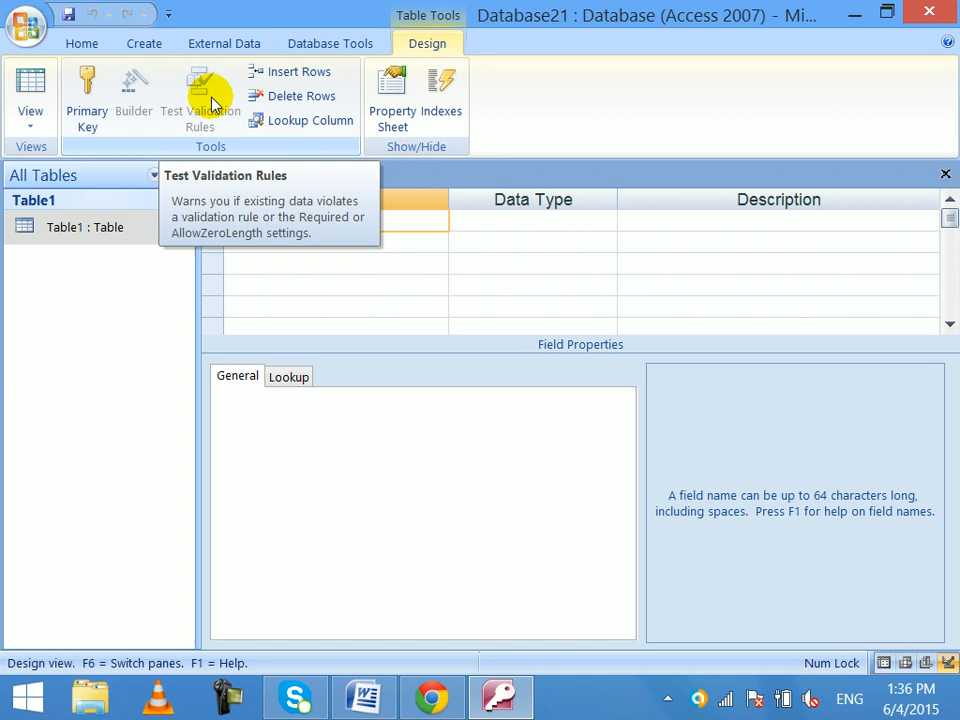 Table Tools
Database21 : Database (Access 2007) - Mi...
Home
Create
External Data
Database Tools
Design
View
Primary
Key
Builder
Test Validation
Rules
Insert Rows
Delete Rows
Lookup Column
Property
Sheet
Indexes
Views
Tools
Show/Hide
All Tables
Table1
Table1 : Table
Test Validation Rules
Warns you if existing data violates
a validation rule or the Required or
AllowZeroLength settings.
Data Type
Description
Field Properties
General
Lookup
A field name can be up to 64 characters long,
including spaces. Press F1 for help on field names.
Design view. F6 = Switch panes. F1 = Help.
Num Lock
ENG
1:36 PM
6/4/2015